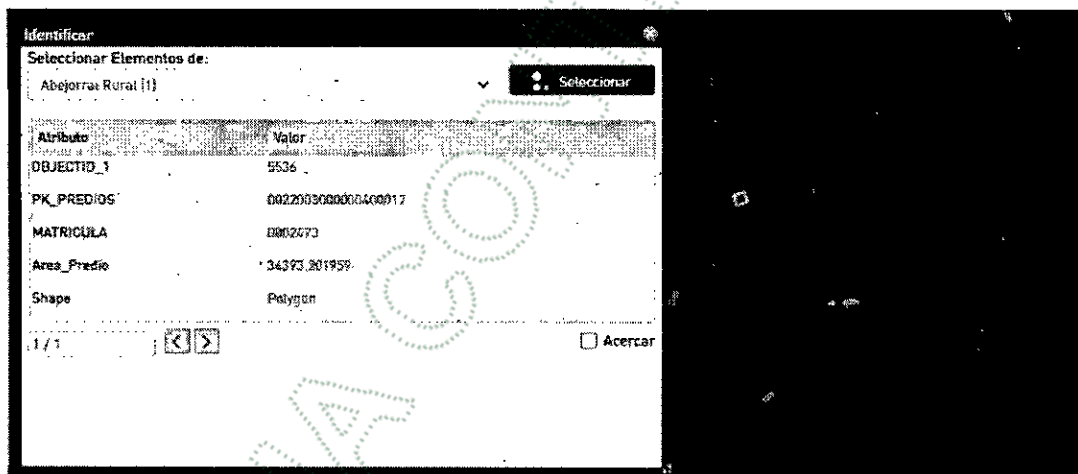 Identificar
Seleccionar Elementos de:
Abejorral Rural (1)
Seleccionar
Atributo Valor
OBJECTID_1 5536
PK_PREDIOS
MATRICULA 0002473
Area_Predio 34393.201959
Shape Polygon
1 / 1
Acercar